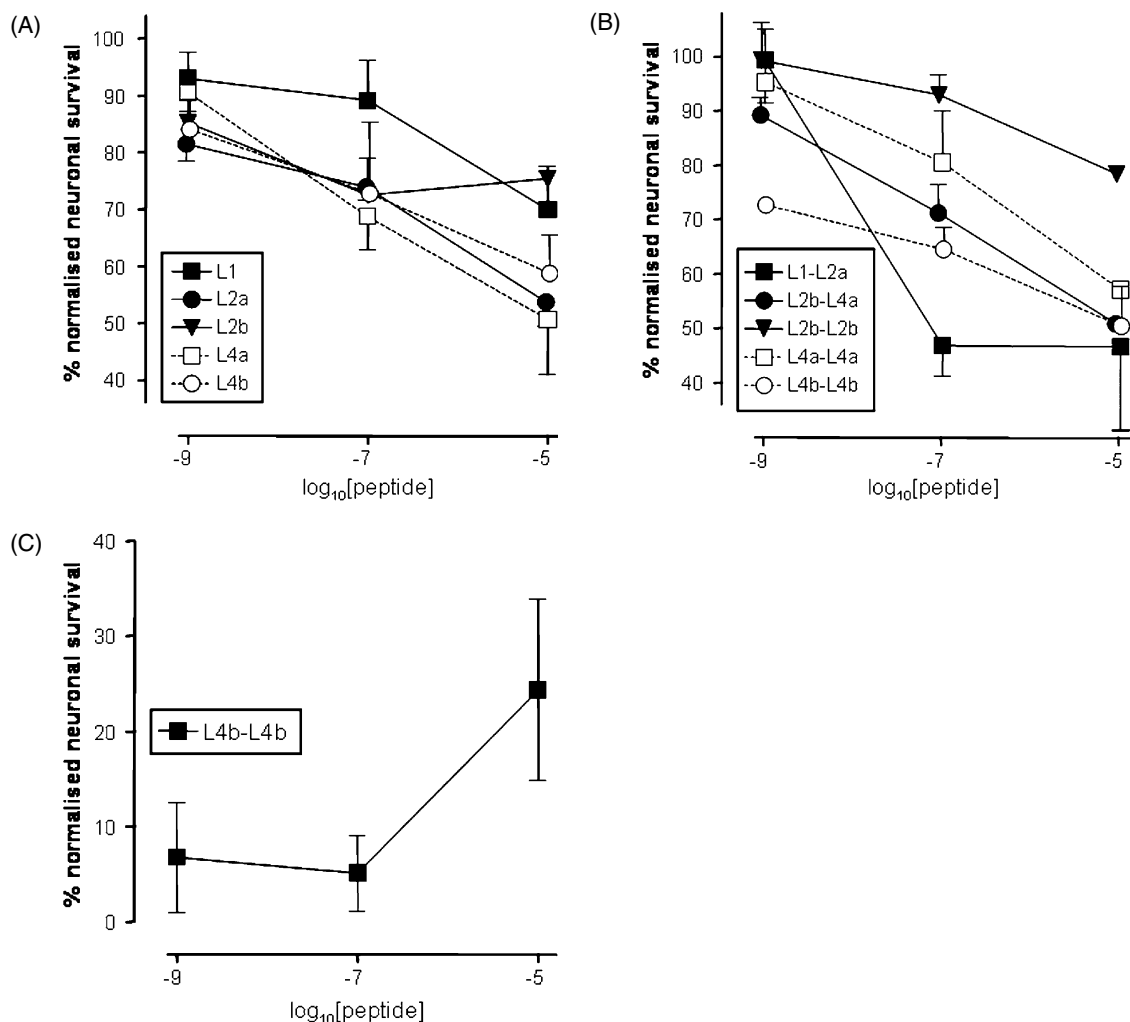 (A)
% normalised neuronal survival
100
90
80
70
60
50
40
L1
L2a
L2b
L4a
L4b
-9
-7
-5
log10[peptide]
(B)
% normalised neuronal survival
100
90
80
70
60
50
40
L1-L2a
L2b-L4a
L2b-L2b
L4a-L4a
L4b-L4b
-9
-7
-5
log10[peptide]
(C)
% normalised neuronal survival
40
30
20
10
0
L4b-L4b
-9
-7
-5
log10[peptide]